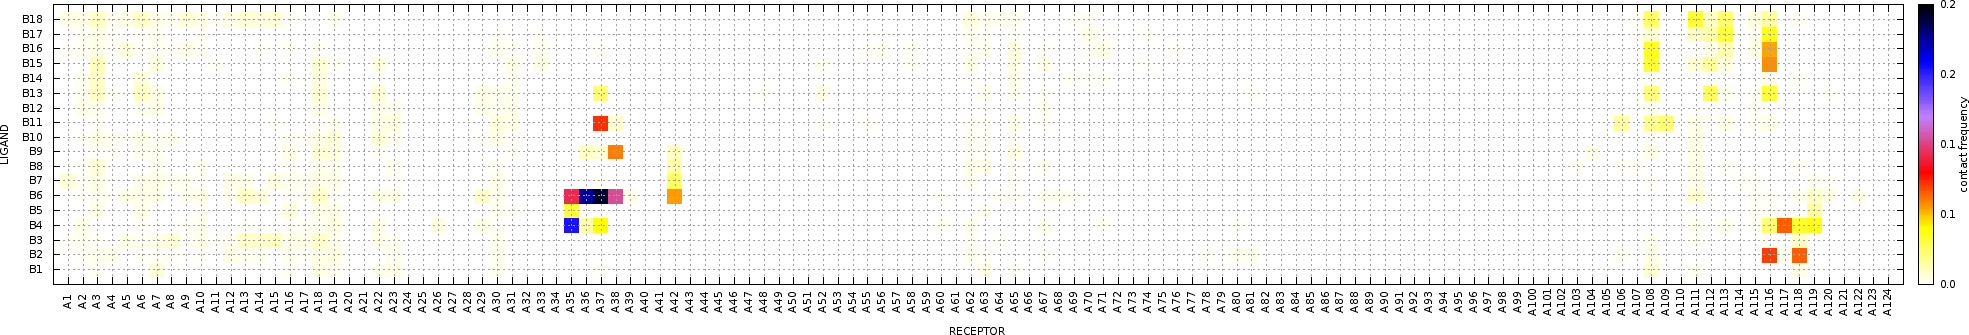 LIGAND
B18
B17
B16
B15
B14
B13
B12
B11
B10
B9
B8
B7
B6
B5
B4
B3
B2
B1
A1 A2 A3 A4 A5 A6 A7 A8 A9 A10 A11 A12 A13 A14 A15 A16 A17 A18 A19 A20 A21 A22 A23 A24 A25 A26 A27 A28 A29 A30 A31 A32 A33 A34 A35 A36 A37 A38 A39 A40 A41 A42 A43 A44 A45 A46 A47 A48 A49 A50 A51 A52 A53 A54 A55 A56 A57 A58 A59 A60 A61 A62 A63 A64 A65 A66 A67 A68 A69 A70 A71 A72 A73 A74 A75 A76 A77 A78 A79 A80 A81 A82 A83 A84 A85 A86 A87 A88 A89 A90 A91 A92 A93 A94 A95 A96 A97 A98 A99 A100 A101 A102 A103 A104 A105 A106 A107 A108 A109 A110 A111 A112 A113 A114 A115 A116 A117 A118 A119 A120 A121 A122 A123 A124
RECEPTOR
0.2
0.2
0.1
0.1
0.0
contact frequency